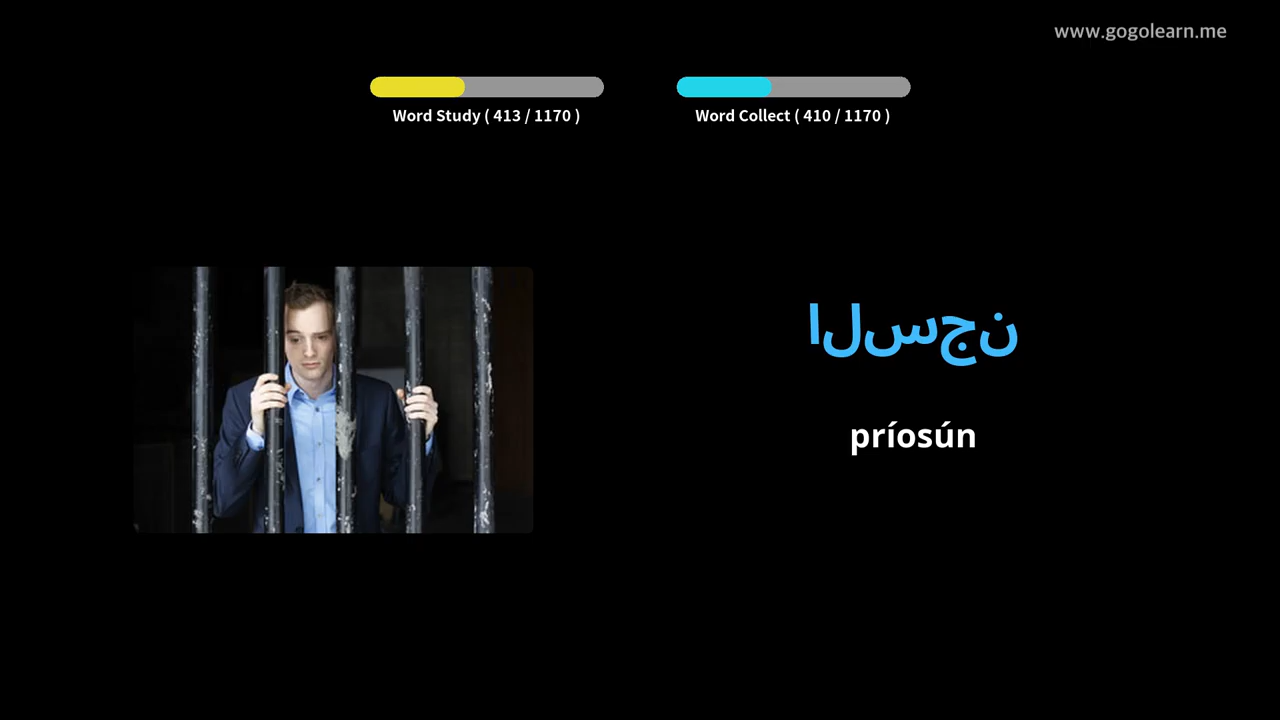 www.gogolearn.me
Word Study ( 413 / 1170 )
Word Collect ( 410 / 1170 )
السجن
príosún